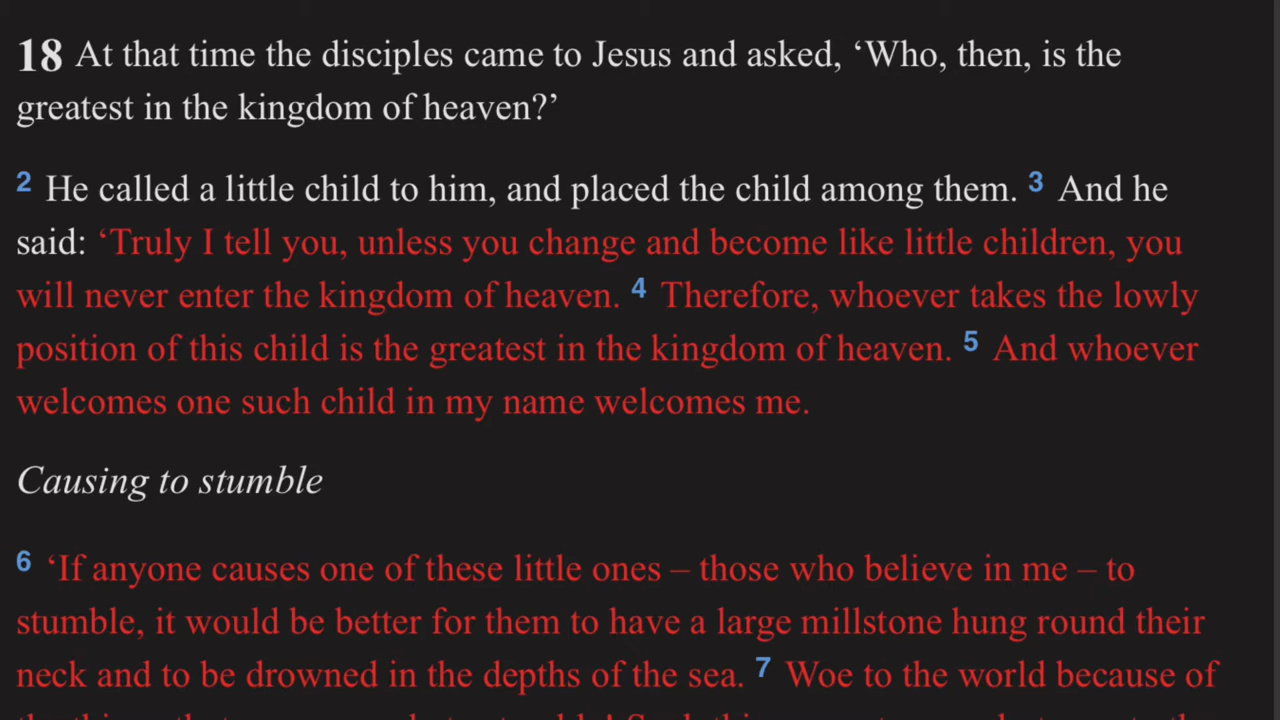 18 At that time the disciples came to Jesus and asked, ‘Who, then, is the
greatest in the kingdom of heaven?’
2 He called a little child to him, and placed the child among them. 3 And he
said: ‘Truly I tell you, unless you change and become like little children, you
will never enter the kingdom of heaven. 4 Therefore, whoever takes the lowly
position of this child is the greatest in the kingdom of heaven. 5 And whoever
welcomes one such child in my name welcomes me.
Causing to stumble
6 ‘If anyone causes one of these little ones – those who believe in me – to
stumble, it would be better for them to have a large millstone hung round their
neck and to be drowned in the depths of the sea. 7 Woe to the world because of